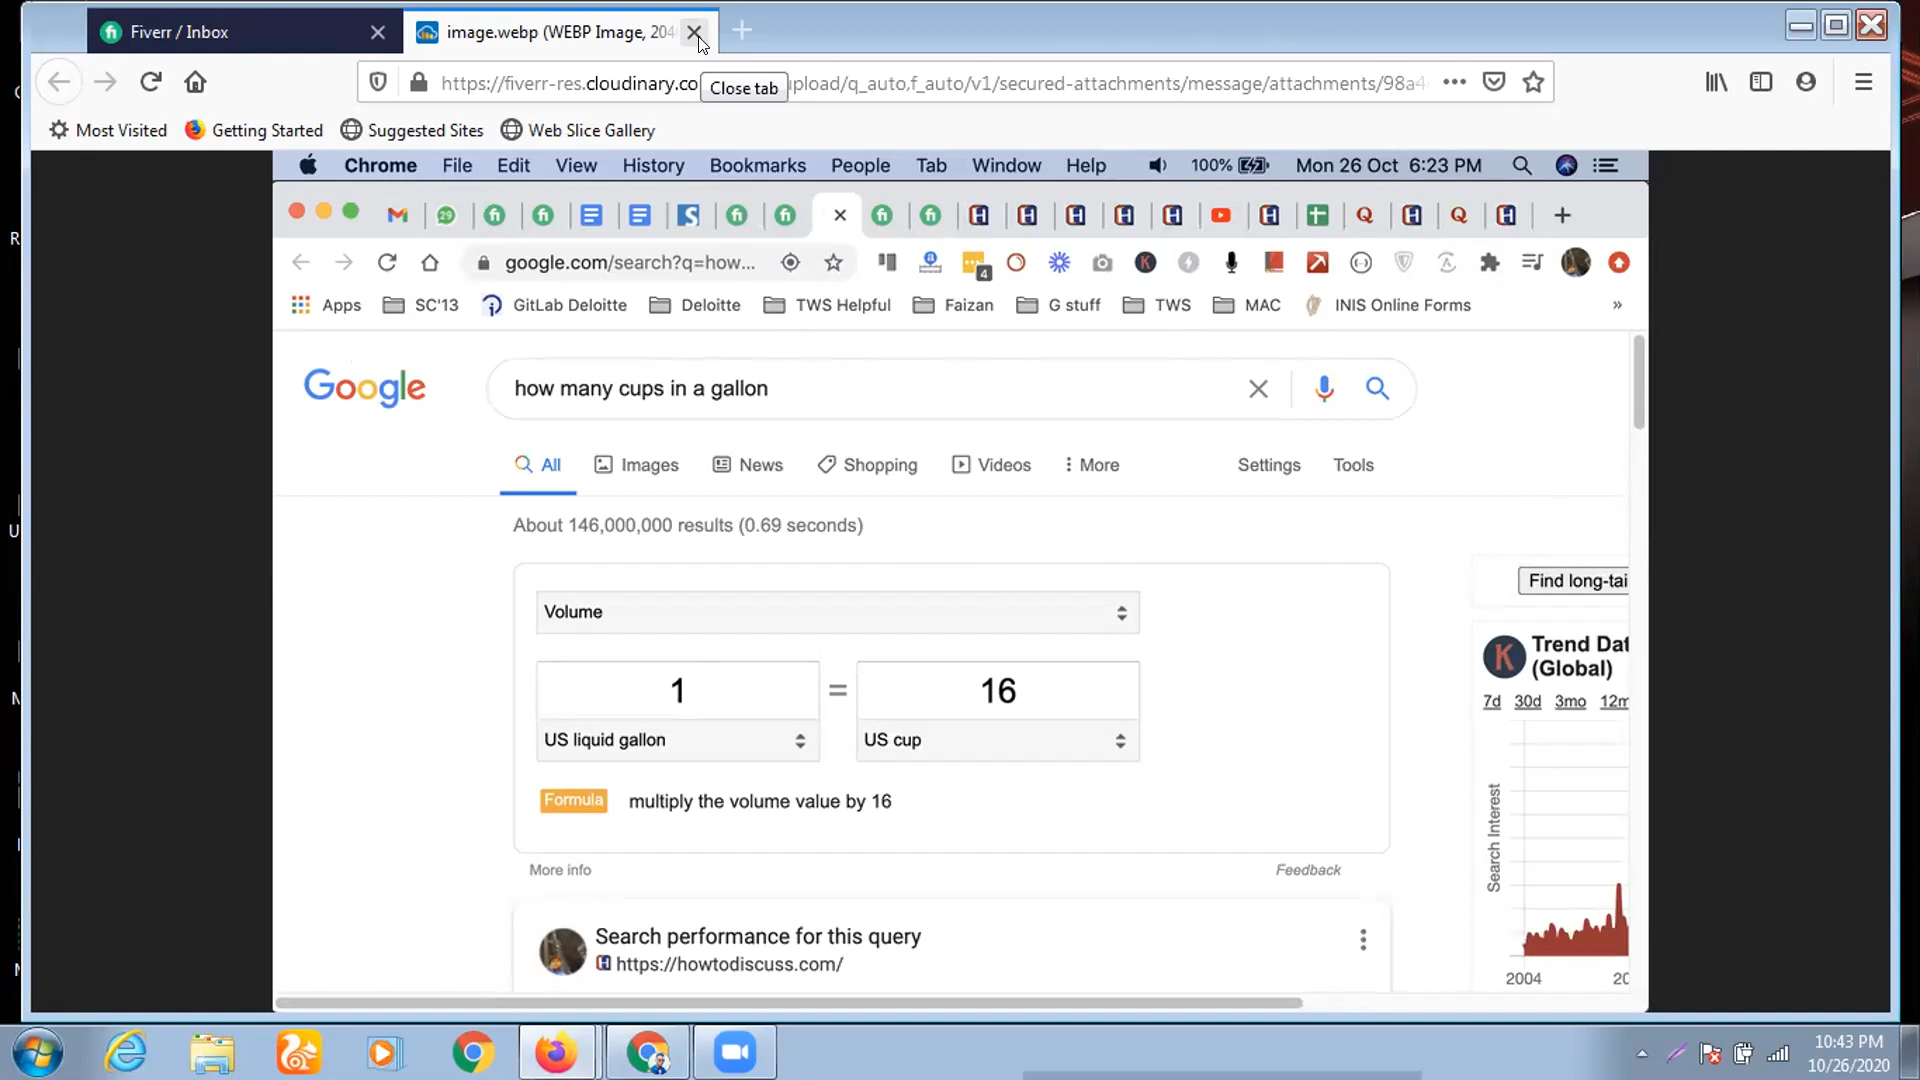 Fiverr / Inbox
image.webp (WEBP Image, 204
https://fiverr-res.cloudinary.co
upload/q_auto,f_auto/v1/secured-attachments/message/attachments/98a4
Close tab
Most Visited
Getting Started
Suggested Sites
Web Slice Gallery
Chrome File Edit View History Bookmarks People Tab Window Help 100% Mon 26 Oct 6:23 PM
29
google.com/search?q=how...
4
Apps SC'13 GitLab Deloitte Deloitte TWS Helpful Faizan G stuff TWS MAC INIS Online Forms »
Google
how many cups in a gallon
All Images News Shopping Videos More Settings Tools
About 146,000,000 results (0.69 seconds)
Volume
1 = 16
US liquid gallon US cup
Formula multiply the volume value by 16
More info Feedback
Search performance for this query
https://howtodiscuss.com/
Find long-tai
K Trend Dat
(Global)
7d 30d 3mo 12m
Search Interest
2004 20
10:43 PM
10/26/2020